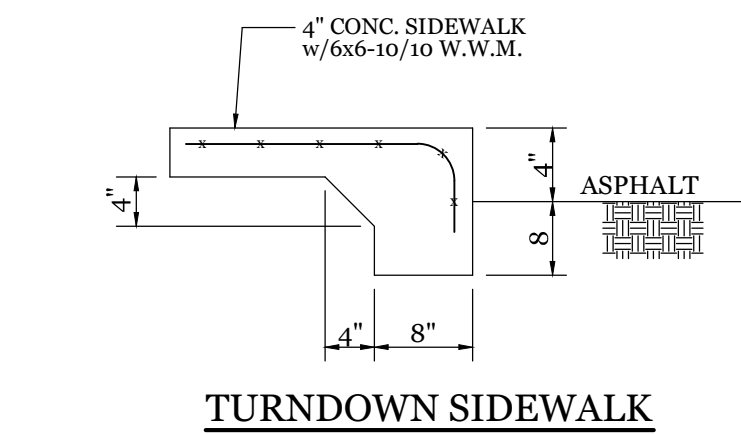 4" CONC. SIDEWALK
w/6x6-10/10 W.W.M.
x x x x x x
4"
4"
ASPHALT
8
4"
8"
TURNDOWN SIDEWALK